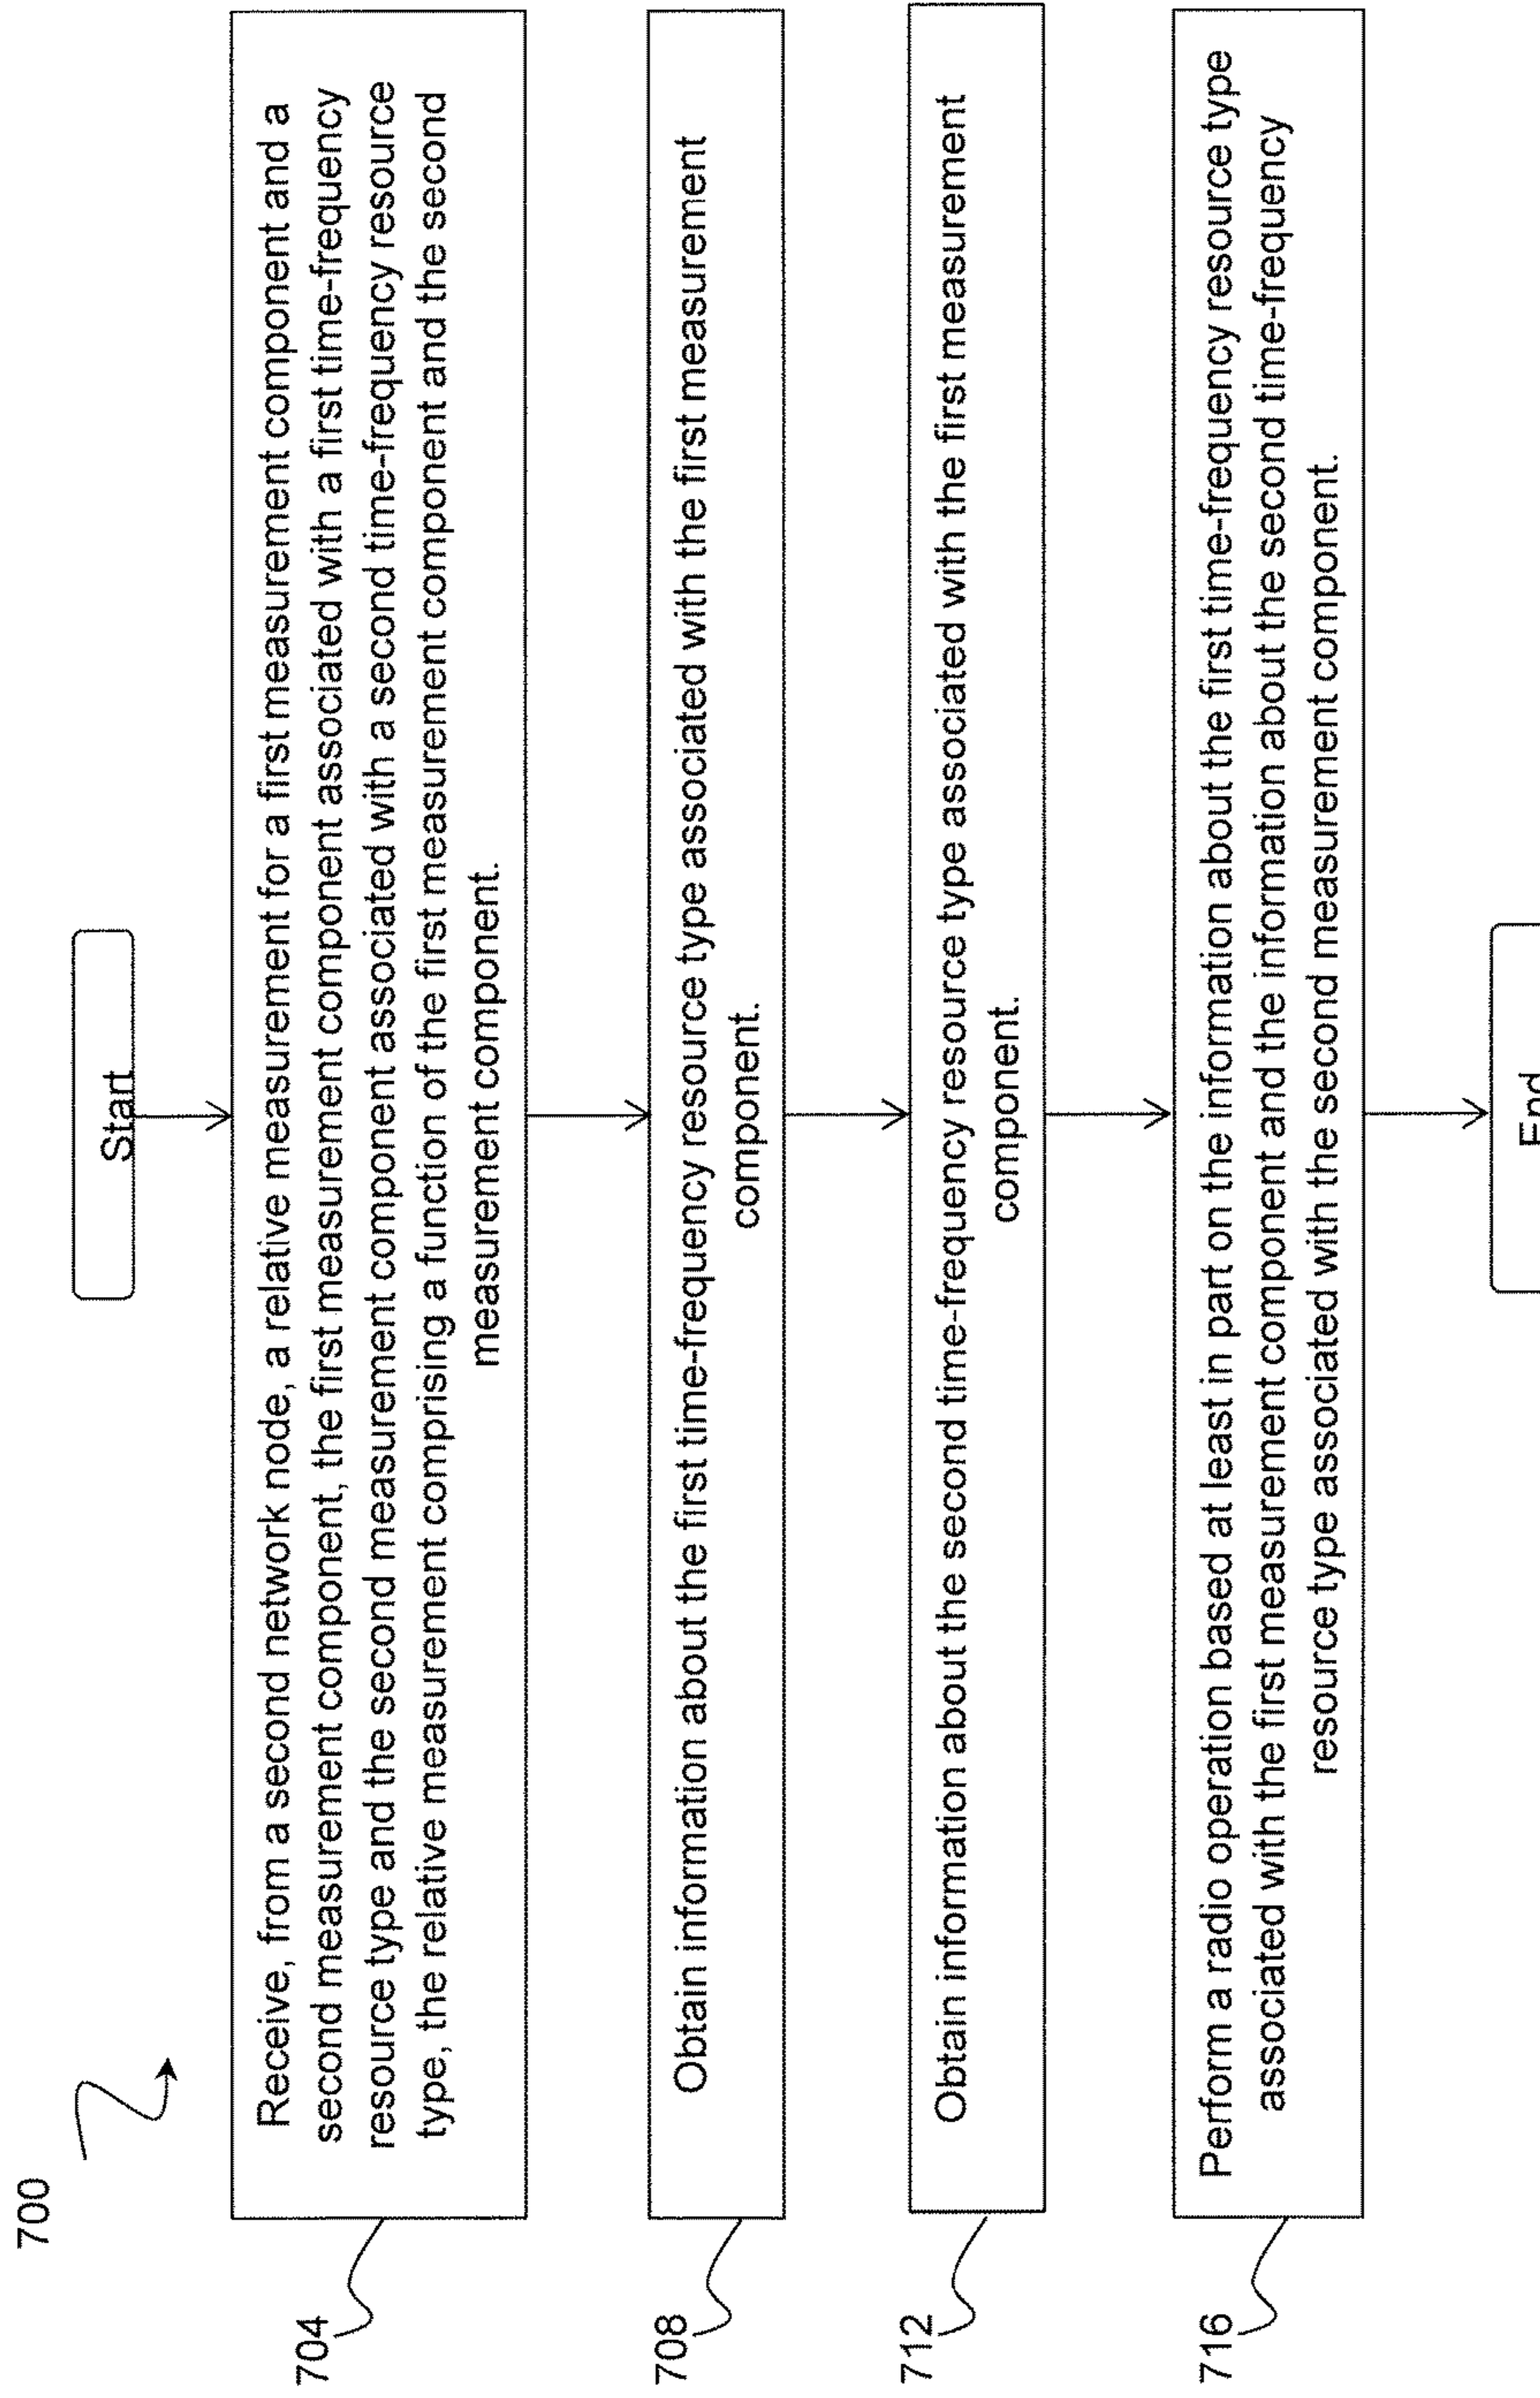 700
Start
704
Receive, from a second network node, a relative measurement for a first measurement component and a
second measurement component, the first measurement component associated with a first time-frequency
resource type and the second measurement component associated with a second time-frequency resource
type, the relative measurement comprising a function of the first measurement component and the second
measurement component.
708
Obtain information about the first time-frequency resource type associated with the first measurement
component.
712
Obtain information about the second time-frequency resource type associated with the first measurement
component.
716
Perform a radio operation based at least in part on the information about the first time-frequency resource type
associated with the first measurement component and the information about the second time-frequency
resource type associated with the second measurement component.
End